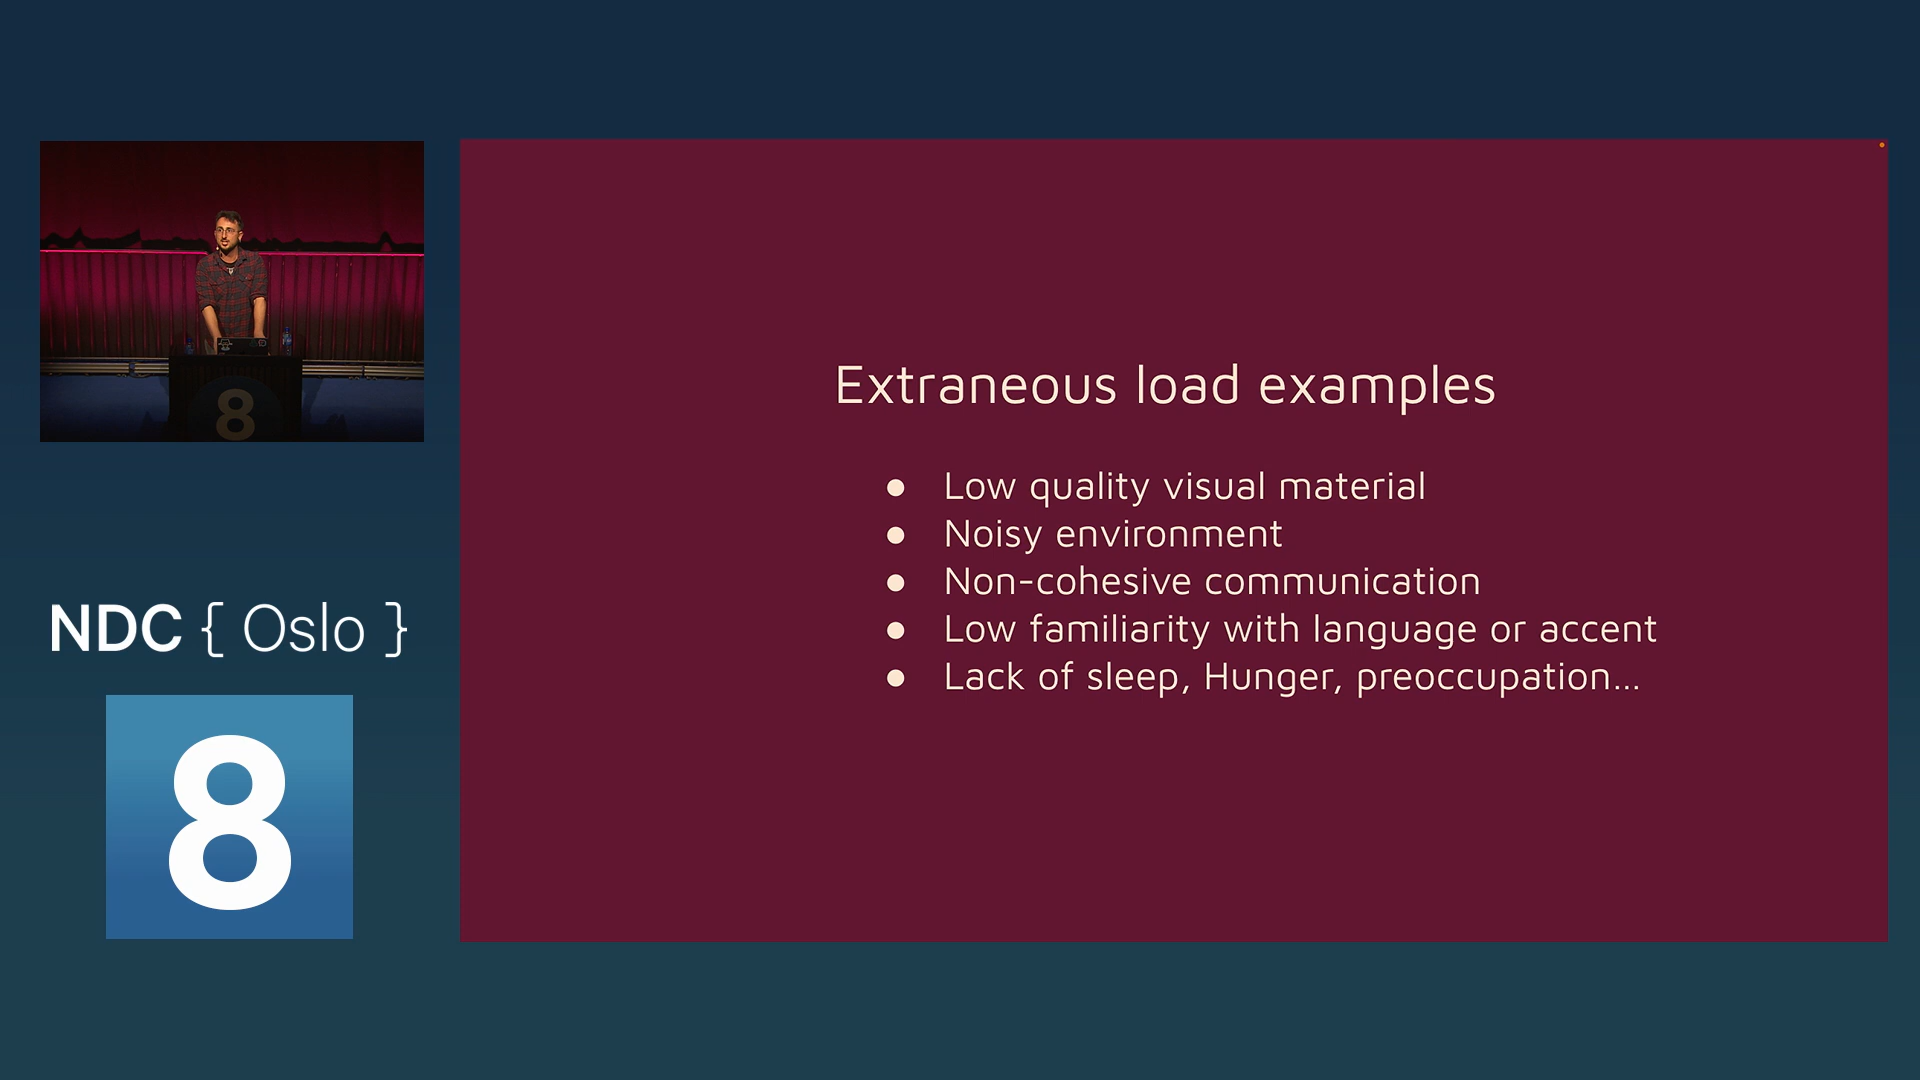 8
NDC { Oslo }
8
Extraneous load examples
● Low quality visual material
● Noisy environment
● Non-cohesive communication
● Low familiarity with language or accent
● Lack of sleep, Hunger, preoccupation...